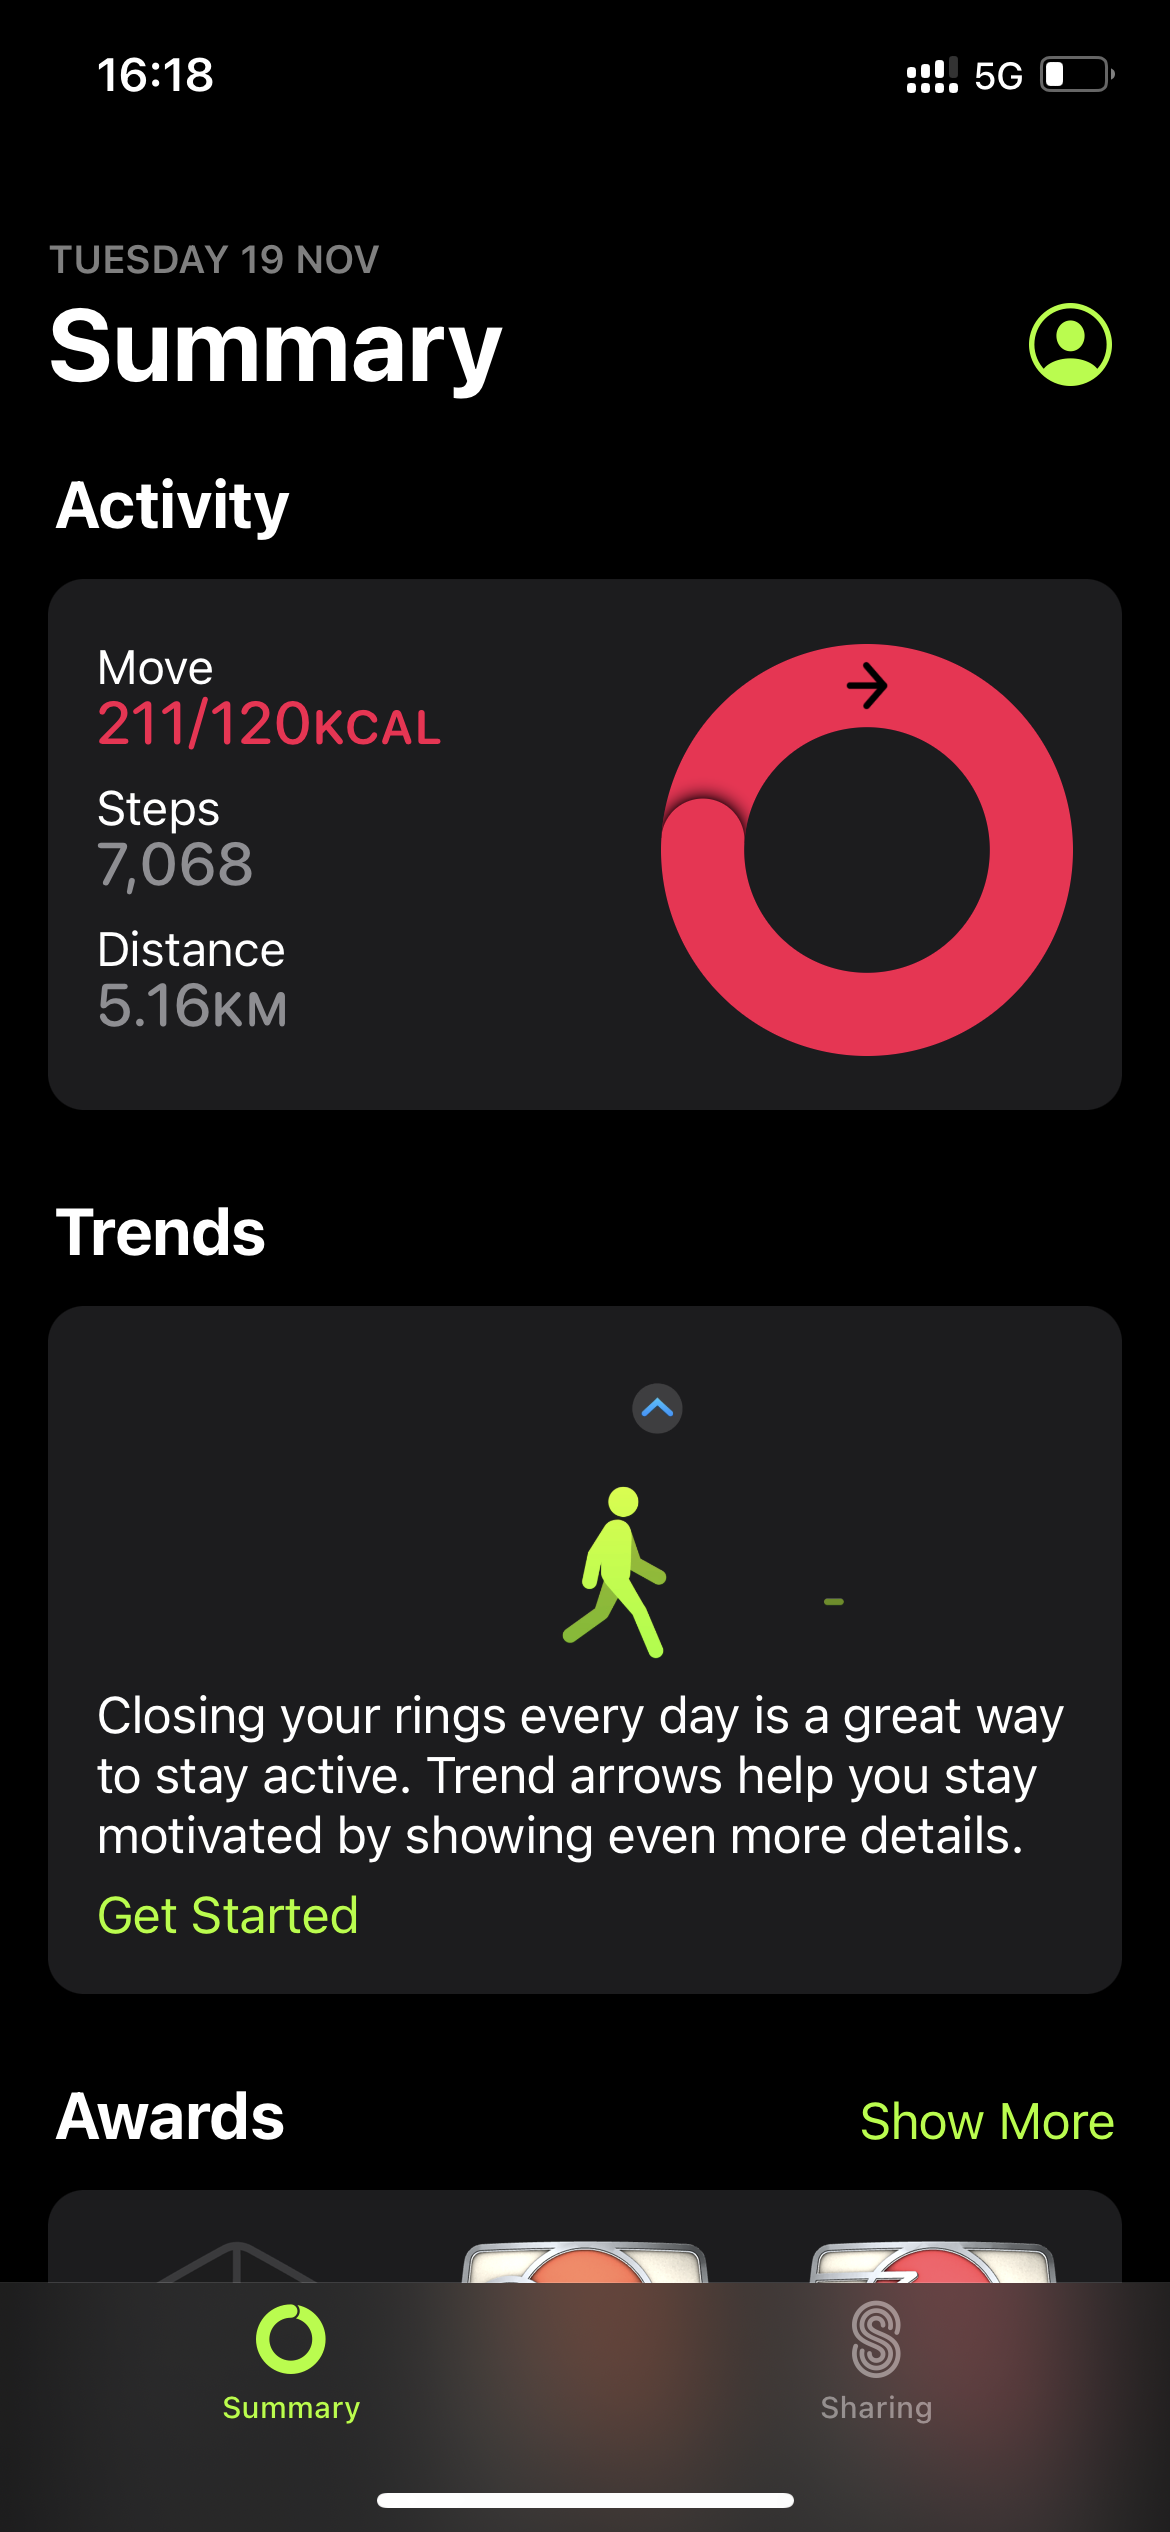 16:18
5G
TUESDAY 19 NOV
Summary
Activity
Move
211/120KCAL
Steps
7,068
Distance
5.16KM
Trends
Closing your rings every day is a great way
to stay active. Trend arrows help you stay
motivated by showing even more details.
Get Started
Awards
Show More
Summary
Sharing